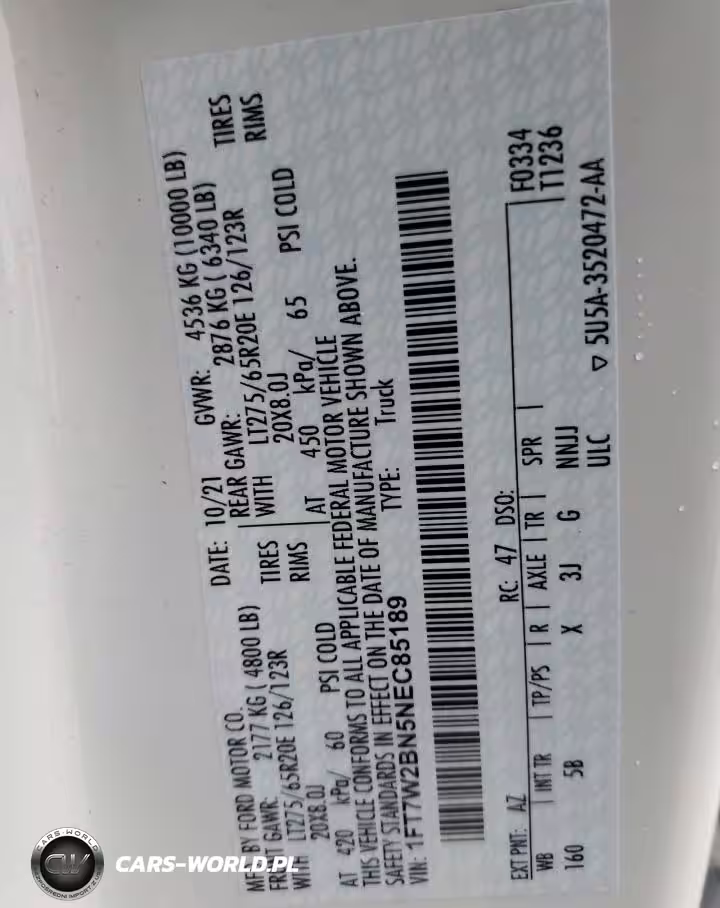 MFD. BY FORD MOTOR CO.
DATE: 10/21 GVWR: 4536 KG (10000 LB)
FRONT GAWR: 2177 KG ( 4800 LB)
REAR GAWR: 2876 KG ( 6340 LB)
LT275/65R20E 126/123R TIRES
WITH LT275/65R20E 126/123R TIRES
20X8.0J RIMS
20X8.0J RIMS
AT 420 kPa/ 60 PSI COLD
AT 450 kPa/ 65 PSI COLD
THIS VEHICLE CONFORMS TO ALL APPLICABLE FEDERAL MOTOR VEHICLE
SAFETY STANDARDS IN EFFECT ON THE DATE OF MANUFACTURE SHOWN ABOVE.
VIN: 1FT7W2BN5NEC85189 TYPE: Truck
EXT PNT: AZ RC: 47 DSO: F0334
WB INT TR TP/PS R AXLE TR SPR T1236
160 5B X 3J G NNJJ
ULC
▽ 5U5A-3520472-AA
CARS-WORLD
CW
CARS-WORLD.PL